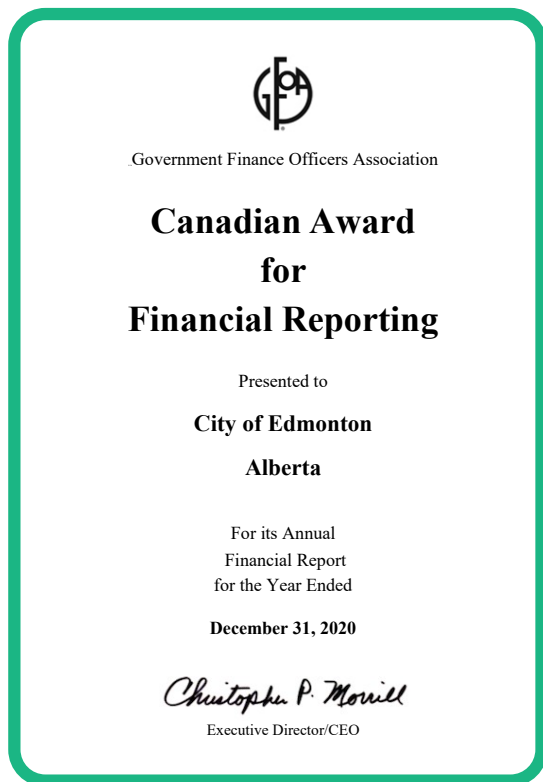 GFOA
Government Finance Officers Association
Canadian Award
for
Financial Reporting
Presented to
City of Edmonton
Alberta
For its Annual
Financial Report
for the Year Ended
December 31, 2020
Christopher P. Morrill
Executive Director/CEO